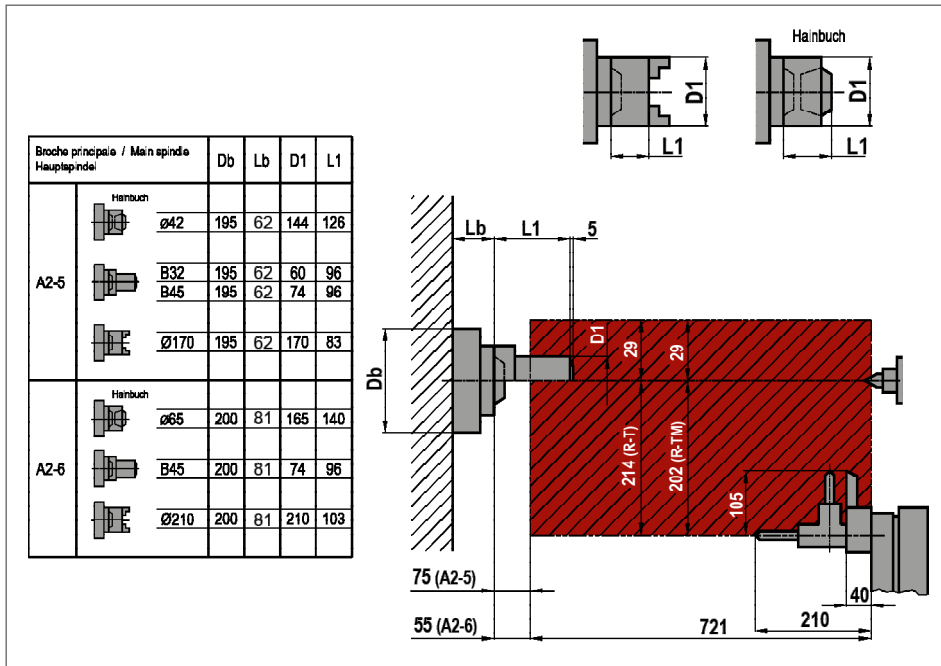 Hainbuch
D1
D1
L1
L1
Broche principale / Main spindle
Hauptspindel
Db Lb D1 L1
A2-5
Hainbuch
Ø42 195 62 144 126
B32 195 62 60 96
B45 195 62 74 96
Ø170 195 62 170 83
A2-6
Hainbuch
Ø65 200 81 165 140
B45 200 81 74 96
Ø210 200 81 210 103
Lb L1 5
Db
D1
29
29
214 (R-T)
202 (R-TM)
105
75 (A2-5)
40
55 (A2-6)
721
210